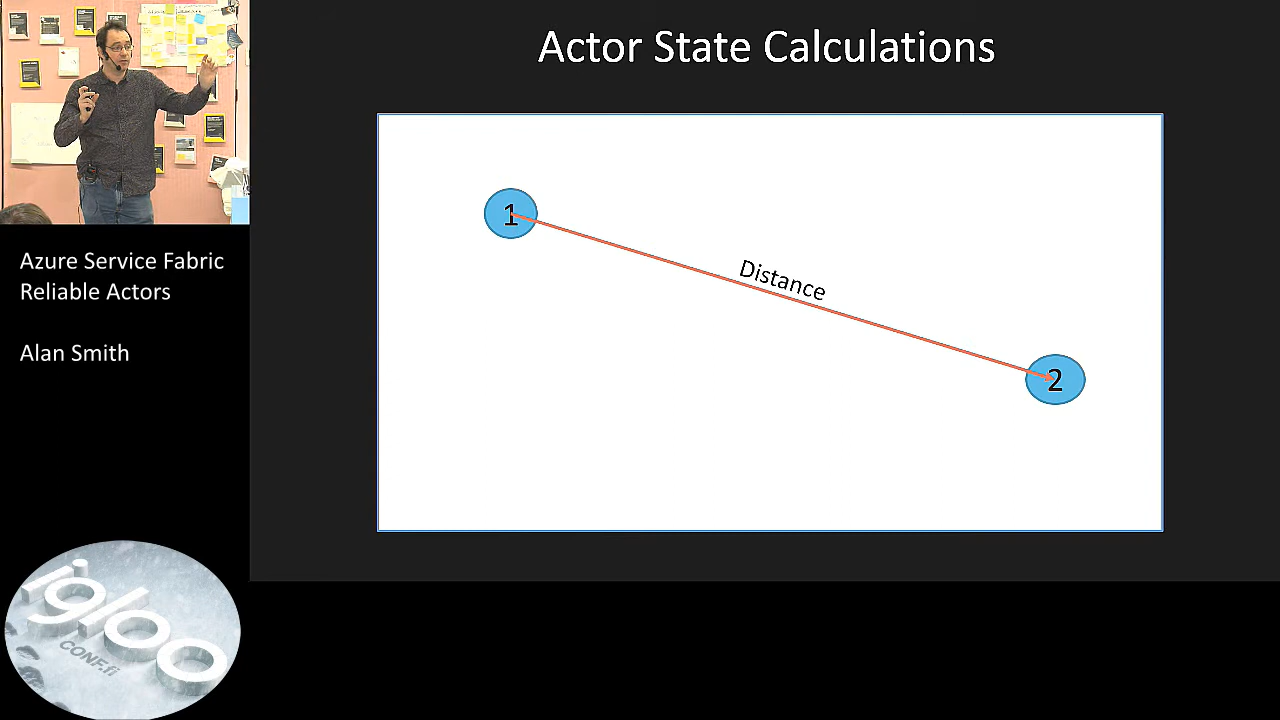 Actor State Calculations
1
Distance
2
Azure Service Fabric
Reliable Actors
Alan Smith
igloo
CONF.fi